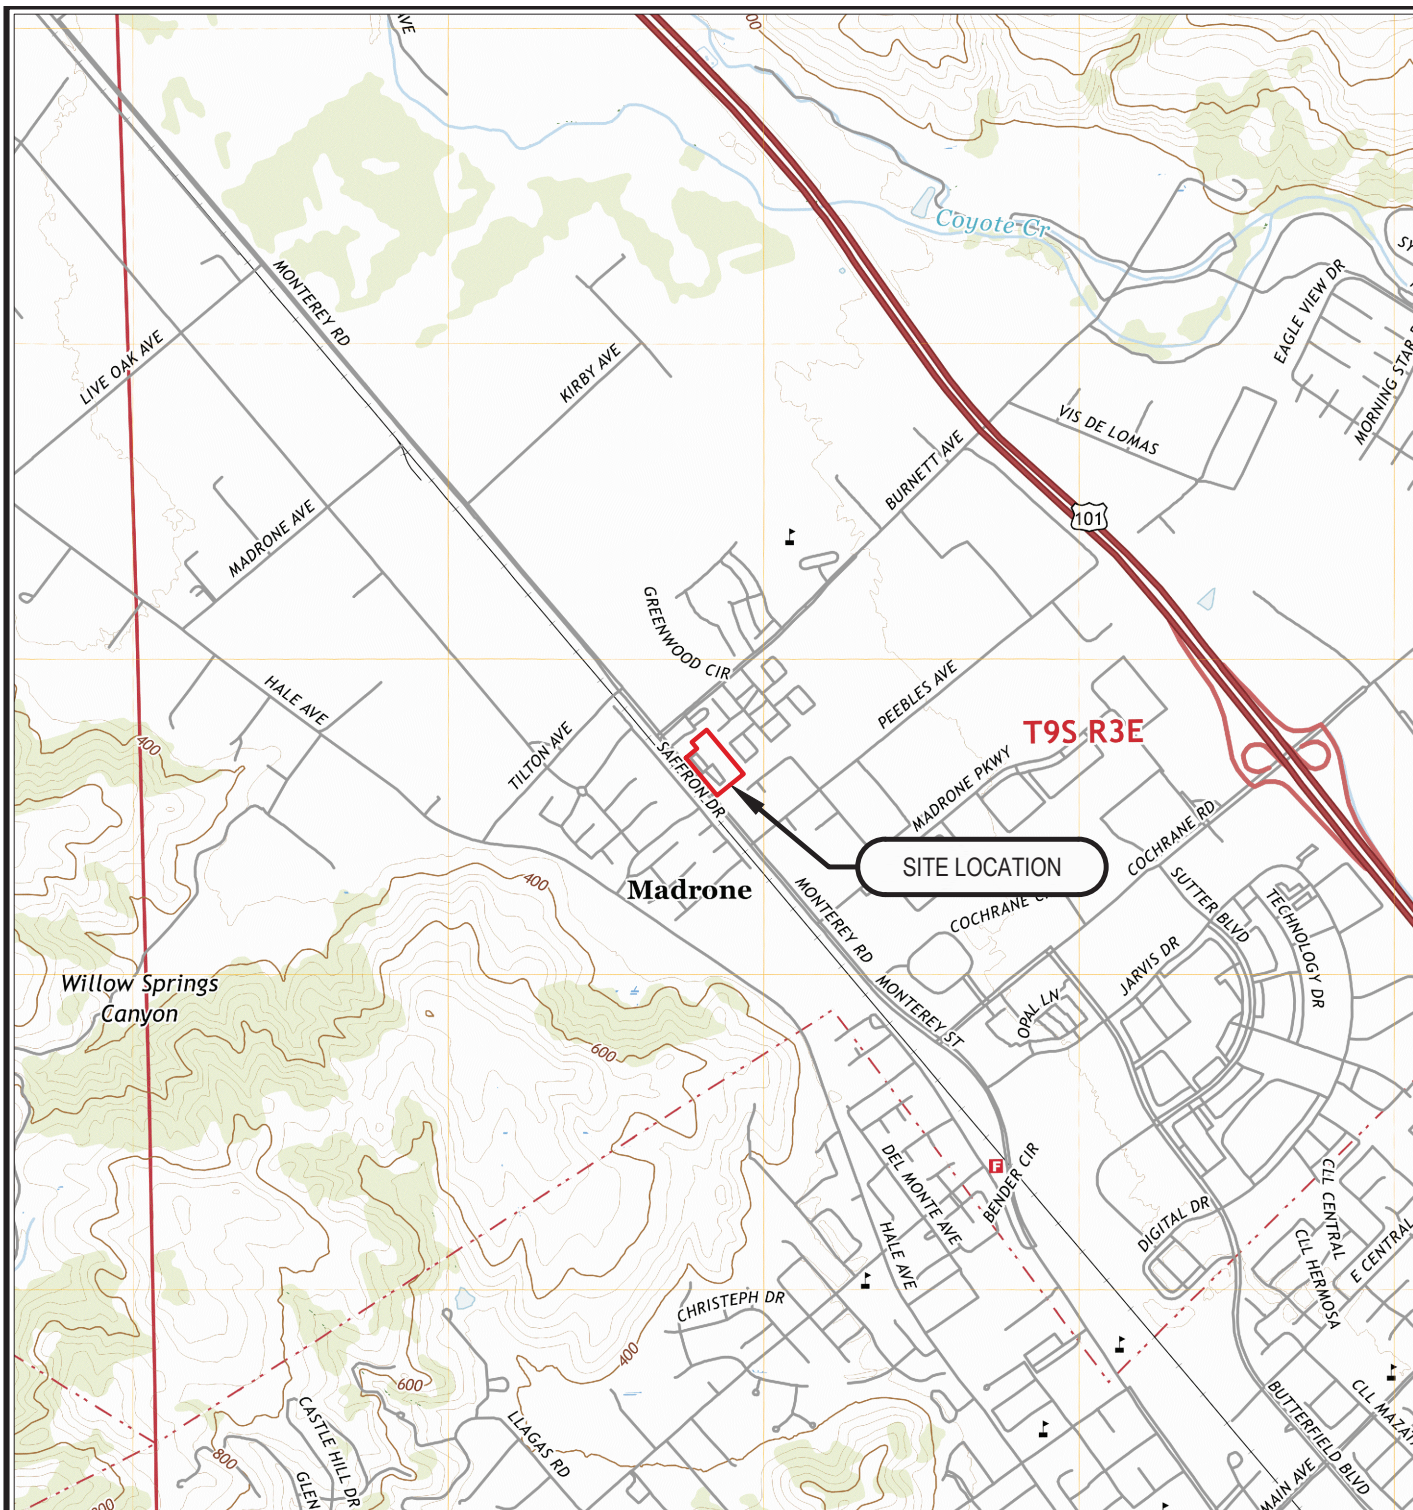 AVE
00
Coyote Cr
SY
MONTEREY RD
EAGLE VIEW DR
LIVE OAK AVE
KIRBY AVE
MORNING STAR
VIS DE LOMAS
BURNETT AVE
101
MADRONE AVE
GREENWOOD CIR
HALE AVE
PEEBLES AVE
T9S R3E
400
TILTON AVE
SAFFRON DR
MADRONE PKWY
COCHRANE RD
SITE LOCATION
400
Madrone
MONTEREY RD
COCHRANE C
SUTTER BLVD
TECHNOLOGY DR
JARVIS DR
Willow Springs
Canyon
MONTEREY ST
OPAL LN
600
F
DEL MONTE AVE
BENDER CIR
CLL CENTRAL
DIGITAL DR
HALE AVE
CLL HERMOSA
E CENTRAL
CHRISTEPH DR
400
600
CASTLE HILL DR
LLAGAS RD
BUTTERFIELD BLVD
CLL MAZAT
800
GLEN
MAIN AVE